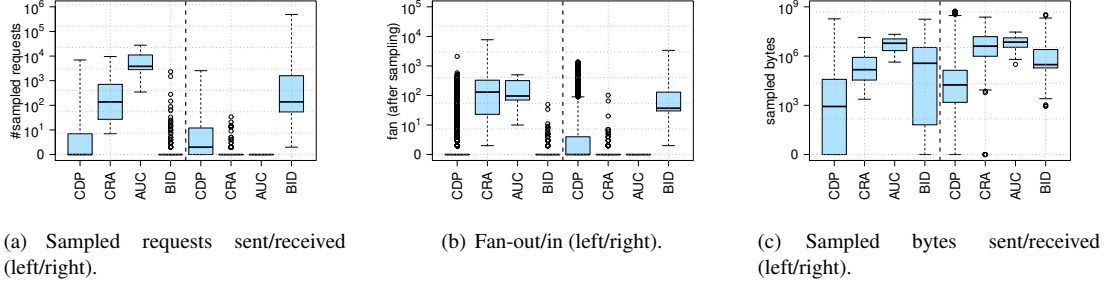 #sampled requests
10^6
10^5
10^4
10^3
10^2
10^1
0
CDP
CRA
AUC
BID
CDP
CRA
AUC
BID
(a) Sampled requests sent/received
(left/right).
fan (after sampling)
10^5
10^4
10^3
10^2
10^1
0
CDP
CRA
AUC
BID
CDP
CRA
AUC
BID
(b) Fan-out/in (left/right).
sampled bytes
10^9
10^6
10^3
0
CDP
CRA
AUC
BID
CDP
CRA
AUC
BID
(c) Sampled bytes sent/received
(left/right).